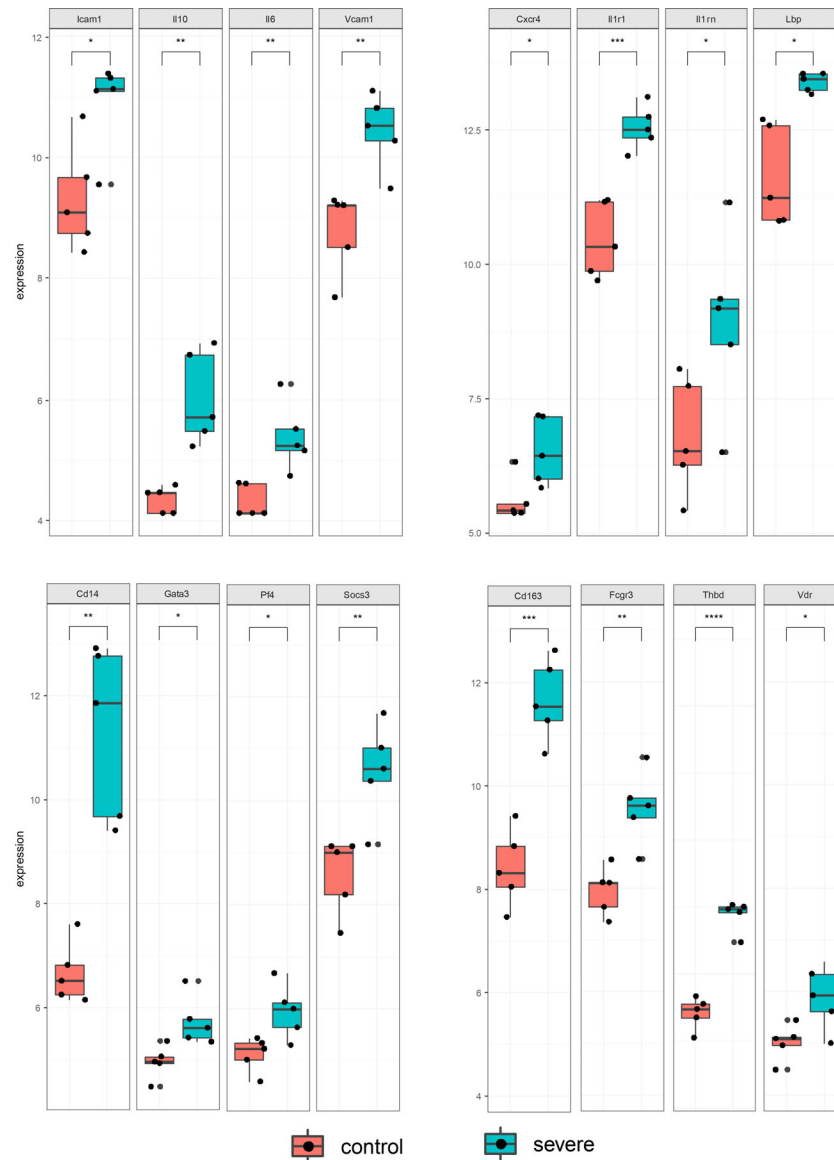 Icam1 Il10 Il6 Vcam1
* ** ** **
12
10
8
6
4
expression
Cxcr4 Il1r1 Il1rn Lbp
* *** * *
12.5
10.0
7.5
5.0
Cd14 Gata3 Pf4 Socs3
** * * **
12
10
8
6
expression
Cd163 Fcgr3 Thbd Vdr
*** ** **** *
12
10
8
6
4
control severe